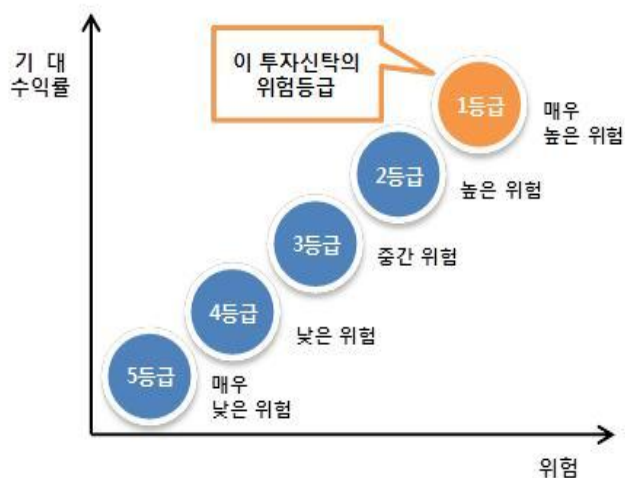 기 대
수익률
이 투자신탁의
위험등급
1등급
매우
높은 위험
2등급
높은 위험
3등급
중간 위험
4등급
낮은 위험
5등급
매우
낮은 위험
위험